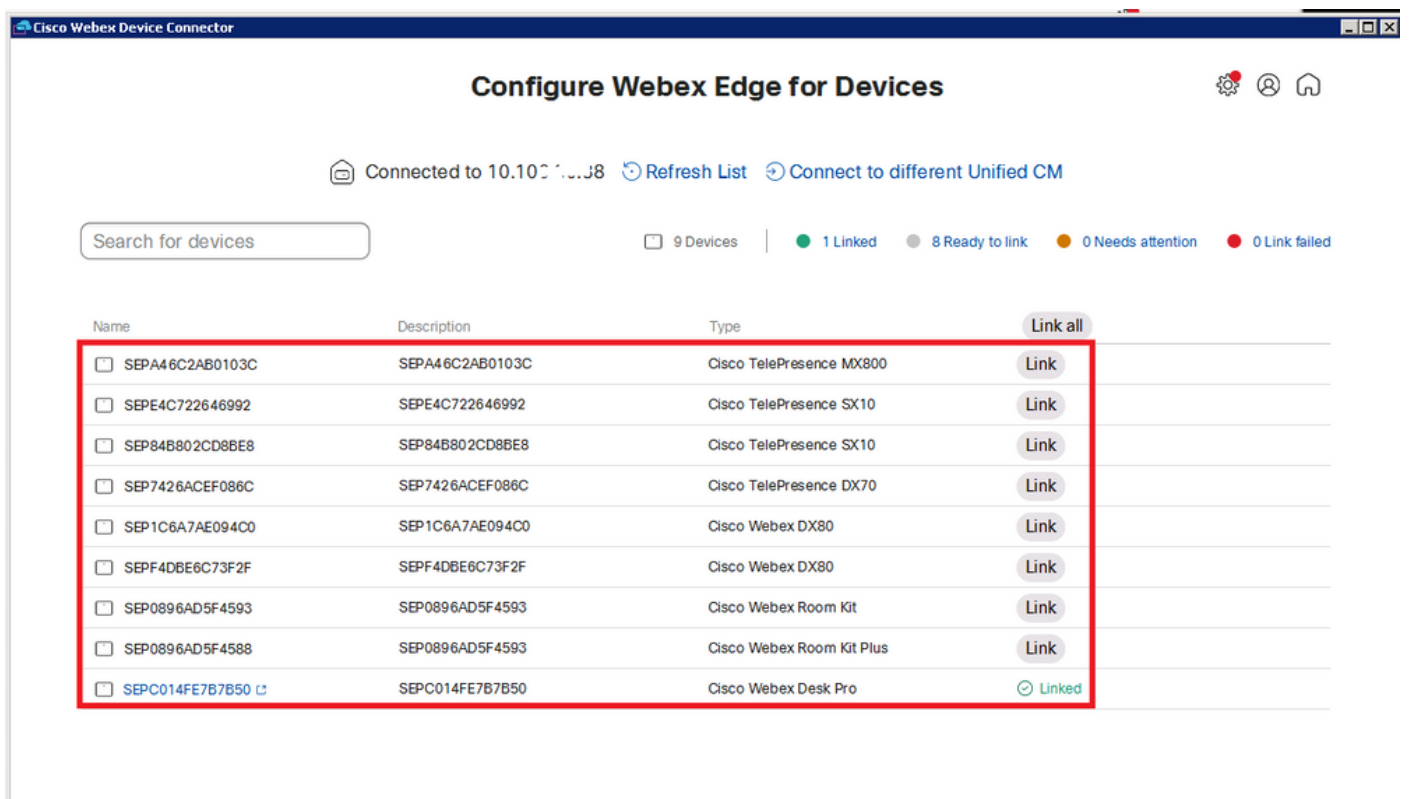 Cisco Webex Device Connector
Configure Webex Edge for Devices
Connected to Refresh List Connect to different Unified CM
Search for devices 9 Devices 1 Linked 8 Ready to link 0 Needs attention 0 Link failed
Name Description Type Link all
SEPA46C2AB0103C SEPA46C2AB0103C Cisco TelePresence MX800 Link
SEPE4C722646992 SEPE4C722646992 Cisco TelePresence SX10 Link
SEP84B802CD8BE8 SEP84B802CD8BE8 Cisco TelePresence SX10 Link
SEP7426ACEF086C SEP7426ACEF086C Cisco TelePresence DX70 Link
SEP1C6A7AE094C0 SEP1C6A7AE094C0 Cisco Webex DX80 Link
SEPF4DBE6C73F2F SEPF4DBE6C73F2F Cisco Webex DX80 Link
SEP0896AD5F4593 SEP0896AD5F4593 Cisco Webex Room Kit Link
SEP0896AD5F4588 SEP0896AD5F4593 Cisco Webex Room Kit Plus Link
SEPC014FE7B7B50 SEPC014FE7B7B50 Cisco Webex Desk Pro Linked